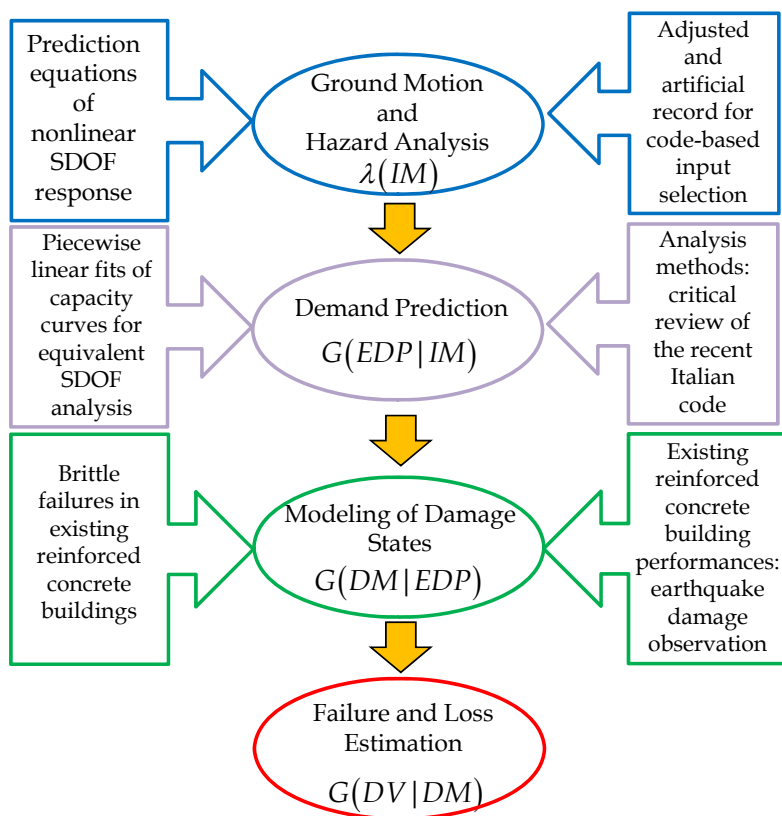 Prediction
equations
of
nonlinear
SDOF
response
Ground Motion
and
Hazard Analysis
λ(IM)
Adjusted
and
artificial
record for
code-based
input
selection
Piecewise
linear fits of
capacity
curves for
equivalent
SDOF
analysis
Demand Prediction
G(EDP|IM)
Analysis
methods:
critical
review of
the recent
Italian
code
Brittle
failures in
existing
reinforced
concrete
buildings
Modeling of Damage
States
G(DM|EDP)
Existing
reinforced
concrete
building
performances:
earthquake
damage
observation
Failure and Loss
Estimation
G(DV|DM)